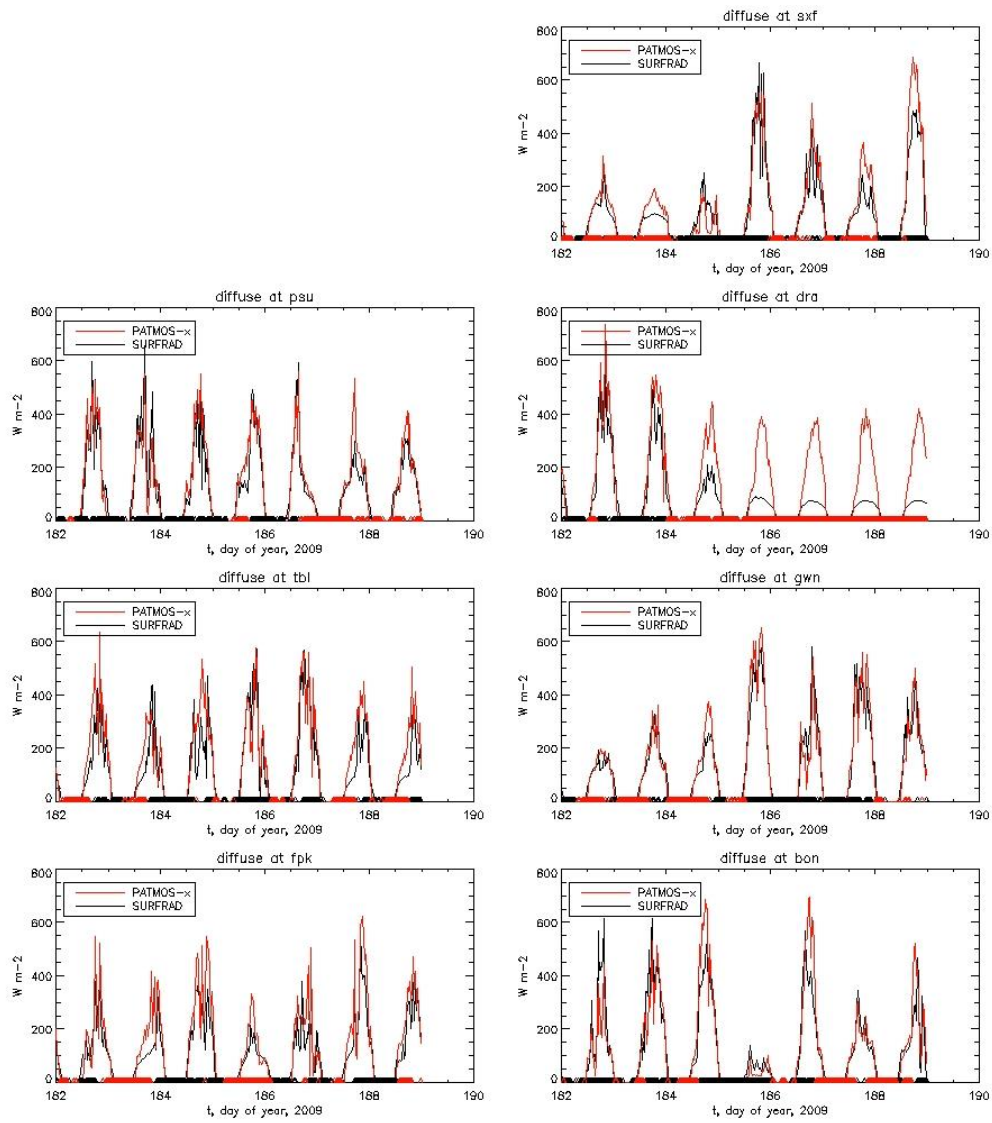 diffuse at sxf
800
PATMOS-x
SURFRAD
600
W m-2
400
200
0
182 184 186 188 190
t, day of year, 2009
diffuse at psu
800
PATMOS-x
SURFRAD
600
W m-2
400
200
0
182 184 186 188 190
t, day of year, 2009
diffuse at dra
800
PATMOS-x
SURFRAD
600
W m-2
400
200
0
182 184 186 188 190
t, day of year, 2009
diffuse at tbl
800
PATMOS-x
SURFRAD
600
W m-2
400
200
0
182 184 186 188 190
t, day of year, 2009
diffuse at gwn
800
PATMOS-x
SURFRAD
600
W m-2
400
200
0
182 184 186 188 190
t, day of year, 2009
diffuse at fpk
800
PATMOS-x
SURFRAD
600
W m-2
400
200
0
182 184 186 188 190
t, day of year, 2009
diffuse at bon
800
PATMOS-x
SURFRAD
600
W m-2
400
200
0
182 184 186 188 190
t, day of year, 2009